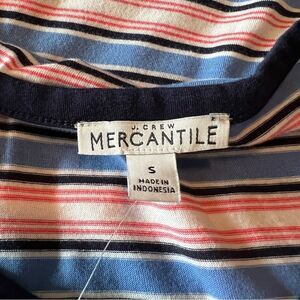 J. CREW
MERCANTILE
S
MADE IN
INDONESIA